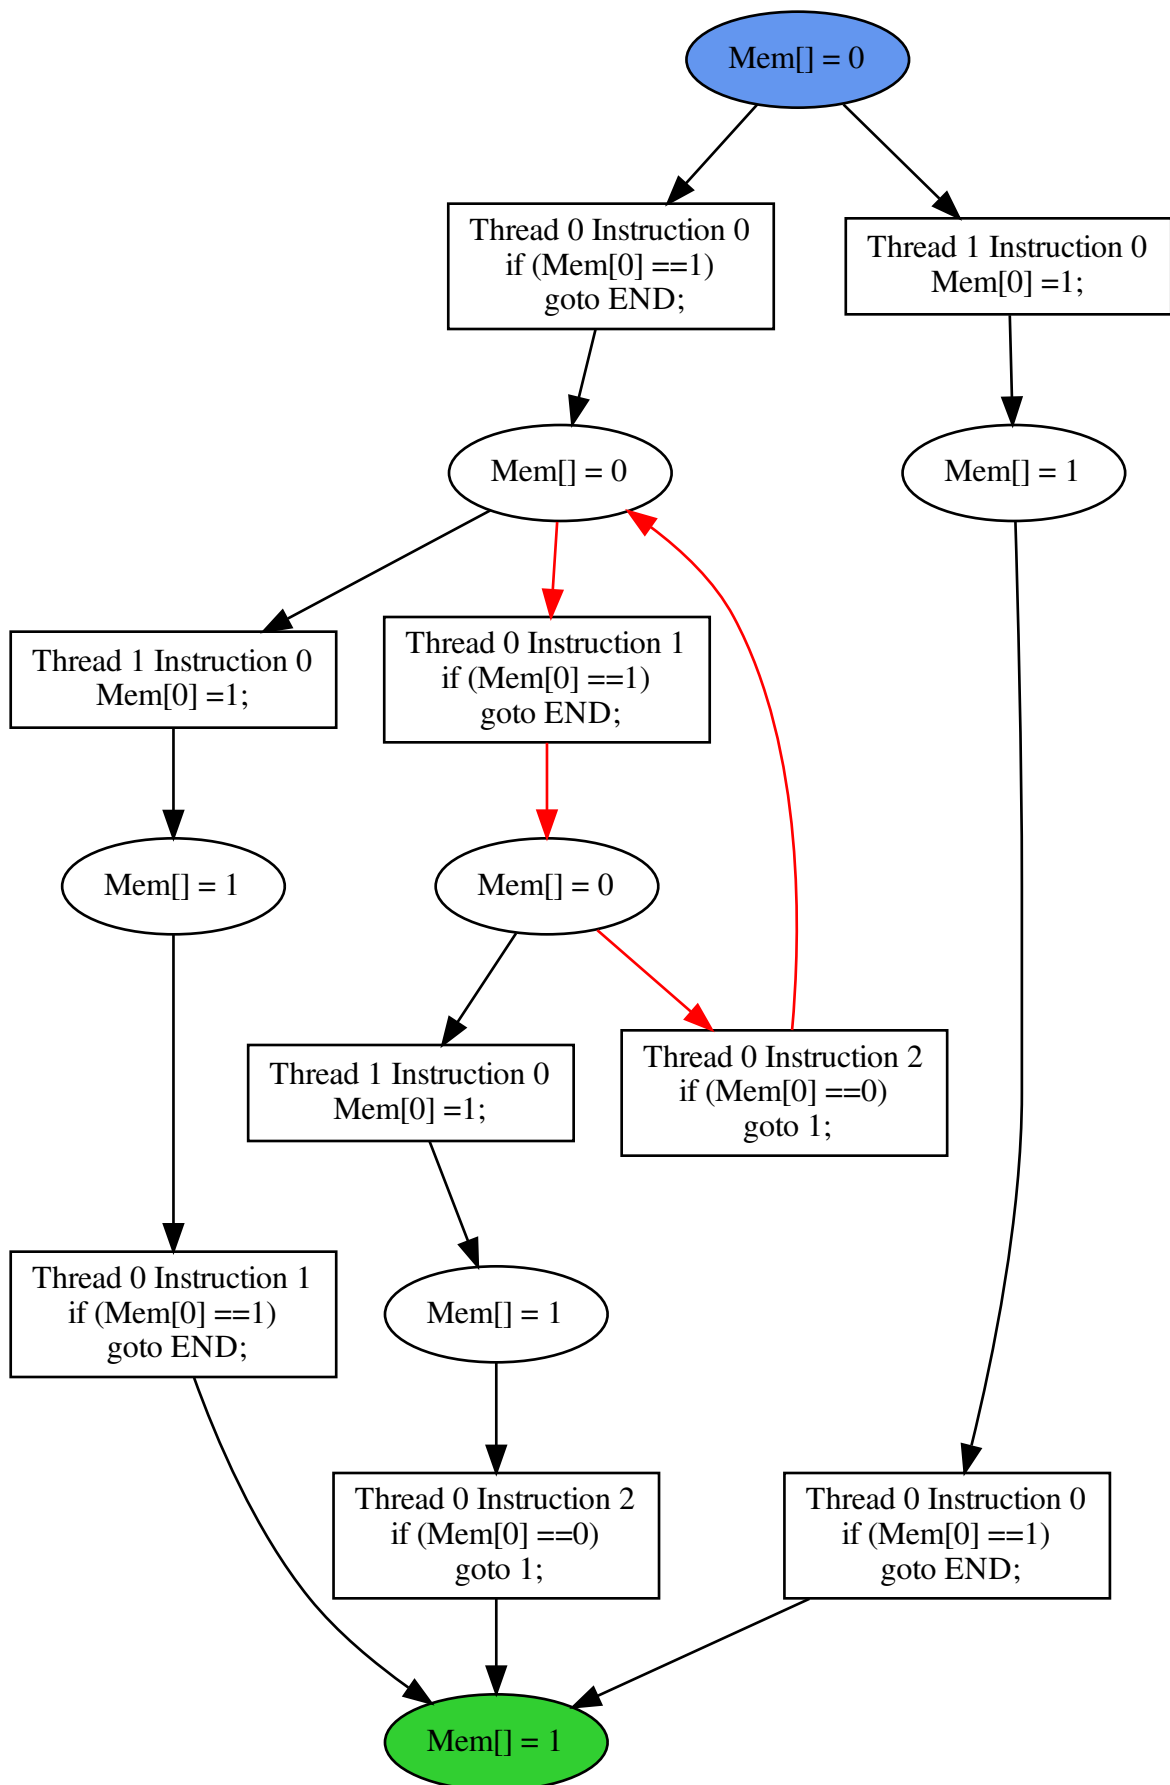 Mem[] = 0
Thread 0 Instruction 0
if (Mem[0] ==1)
goto END;
Thread 1 Instruction 0
Mem[0] =1;
Mem[] = 0
Mem[] = 1
Thread 1 Instruction 0
Mem[0] =1;
Thread 0 Instruction 1
if (Mem[0] ==1)
goto END;
Mem[] = 1
Mem[] = 0
Thread 1 Instruction 0
Mem[0] =1;
Thread 0 Instruction 2
if (Mem[0] ==0)
goto 1;
Thread 0 Instruction 1
if (Mem[0] ==1)
goto END;
Mem[] = 1
Thread 0 Instruction 2
if (Mem[0] ==0)
goto 1;
Thread 0 Instruction 0
if (Mem[0] ==1)
goto END;
Mem[] = 1